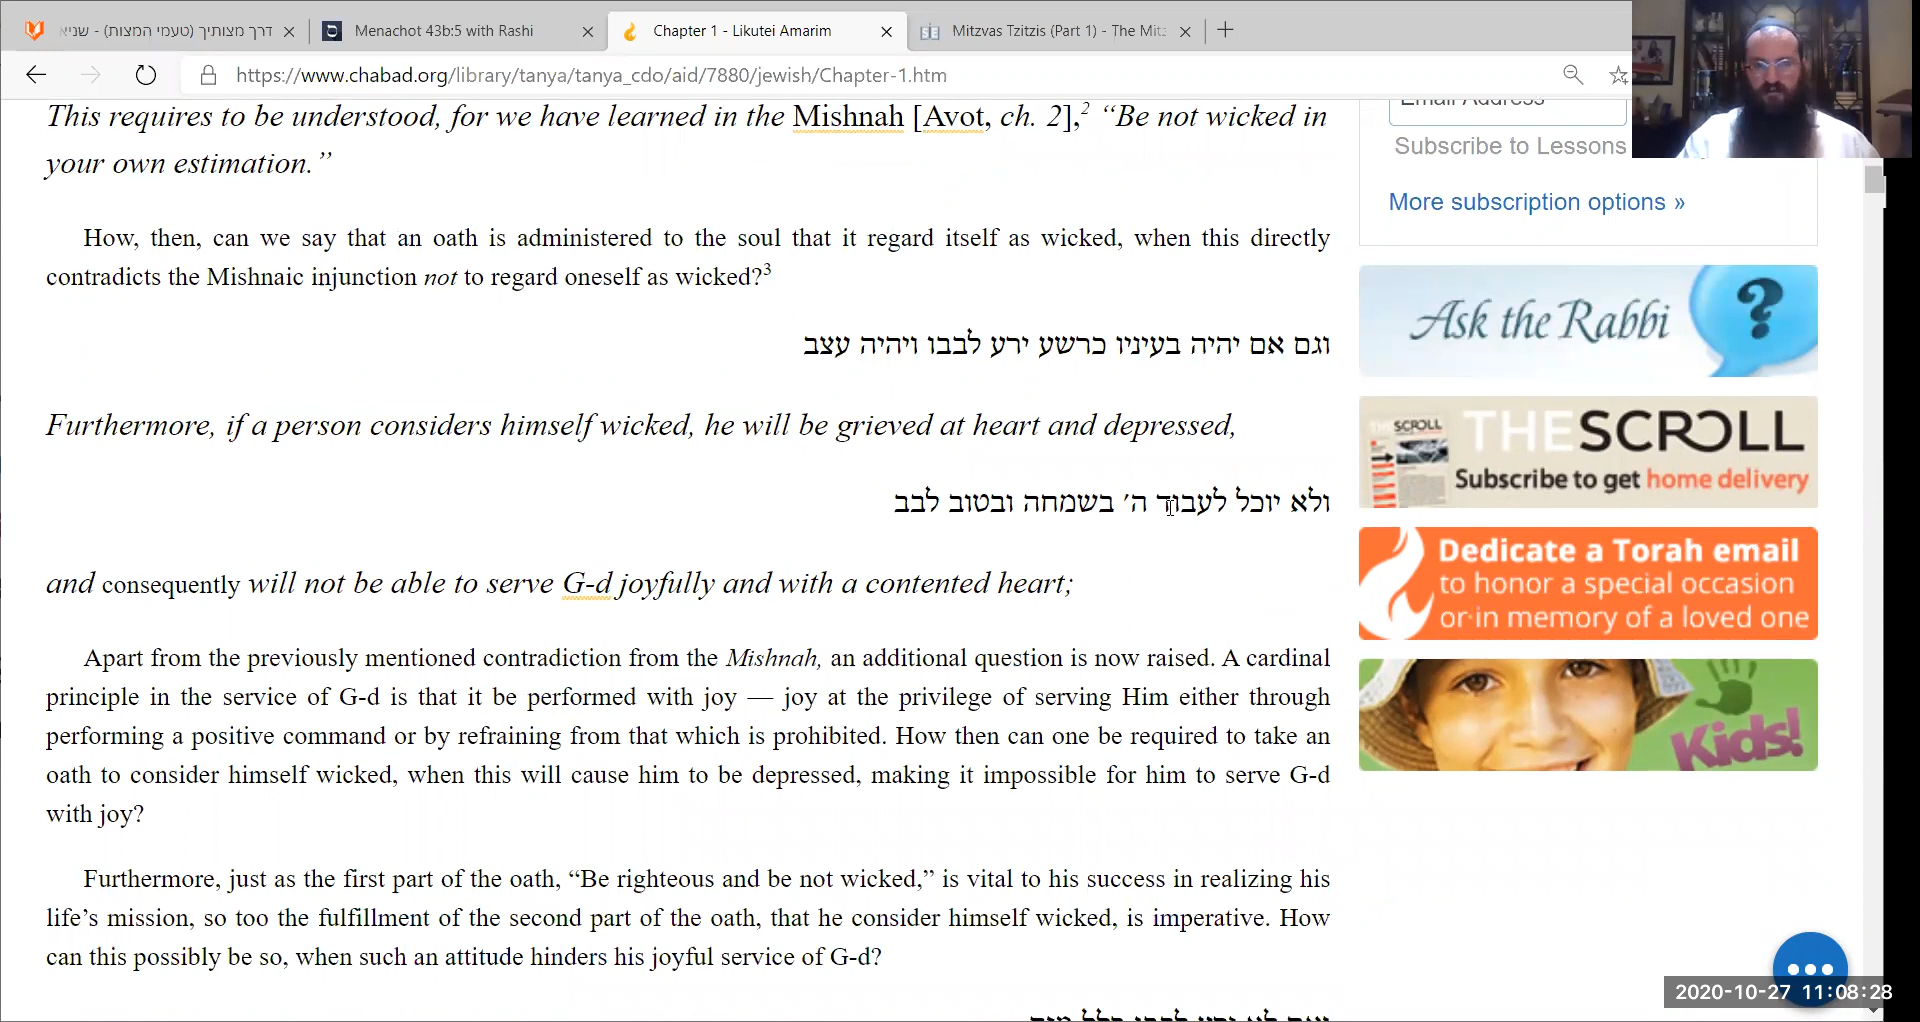 דרך מצותיך (טעמי המצות) - שניא
Menachot 43b:5 with Rashi
Chapter 1 - Likutei Amarim
Mitzvas Tzitzis (Part 1) - The Mitz
https://www.chabad.org/library/tanya/tanya_cdo/aid/7880/jewish/Chapter-1.htm
This requires to be understood, for we have learned in the Mishnah [Avot, ch. 2],2 “Be not wicked in
your own estimation.”
How, then, can we say that an oath is administered to the soul that it regard itself as wicked, when this directly
contradicts the Mishnaic injunction not to regard oneself as wicked?3
וגם אם יהיה בעיניו כרשע ירע לבבו ויהיה עצב
Furthermore, if a person considers himself wicked, he will be grieved at heart and depressed,
ולא יוכל לעבוד ה׳ בשמחה ובטוב לבב
and consequently will not be able to serve G-d joyfully and with a contented heart;
Apart from the previously mentioned contradiction from the Mishnah, an additional question is now raised. A cardinal
principle in the service of G-d is that it be performed with joy — joy at the privilege of serving Him either through
performing a positive command or by refraining from that which is prohibited. How then can one be required to take an
oath to consider himself wicked, when this will cause him to be depressed, making it impossible for him to serve G-d
with joy?
Furthermore, just as the first part of the oath, “Be righteous and be not wicked,” is vital to his success in realizing his
life’s mission, so too the fulfillment of the second part of the oath, that he consider himself wicked, is imperative. How
can this possibly be so, when such an attitude hinders his joyful service of G-d?
Email Address
Subscribe to Lessons
More subscription options »
Ask the Rabbi
?
SCROLL
THESCROLL
Subscribe to get home delivery
Dedicate a Torah email
to honor a special occasion
or in memory of a loved one
Kids!
2020-10-27 11:08:28